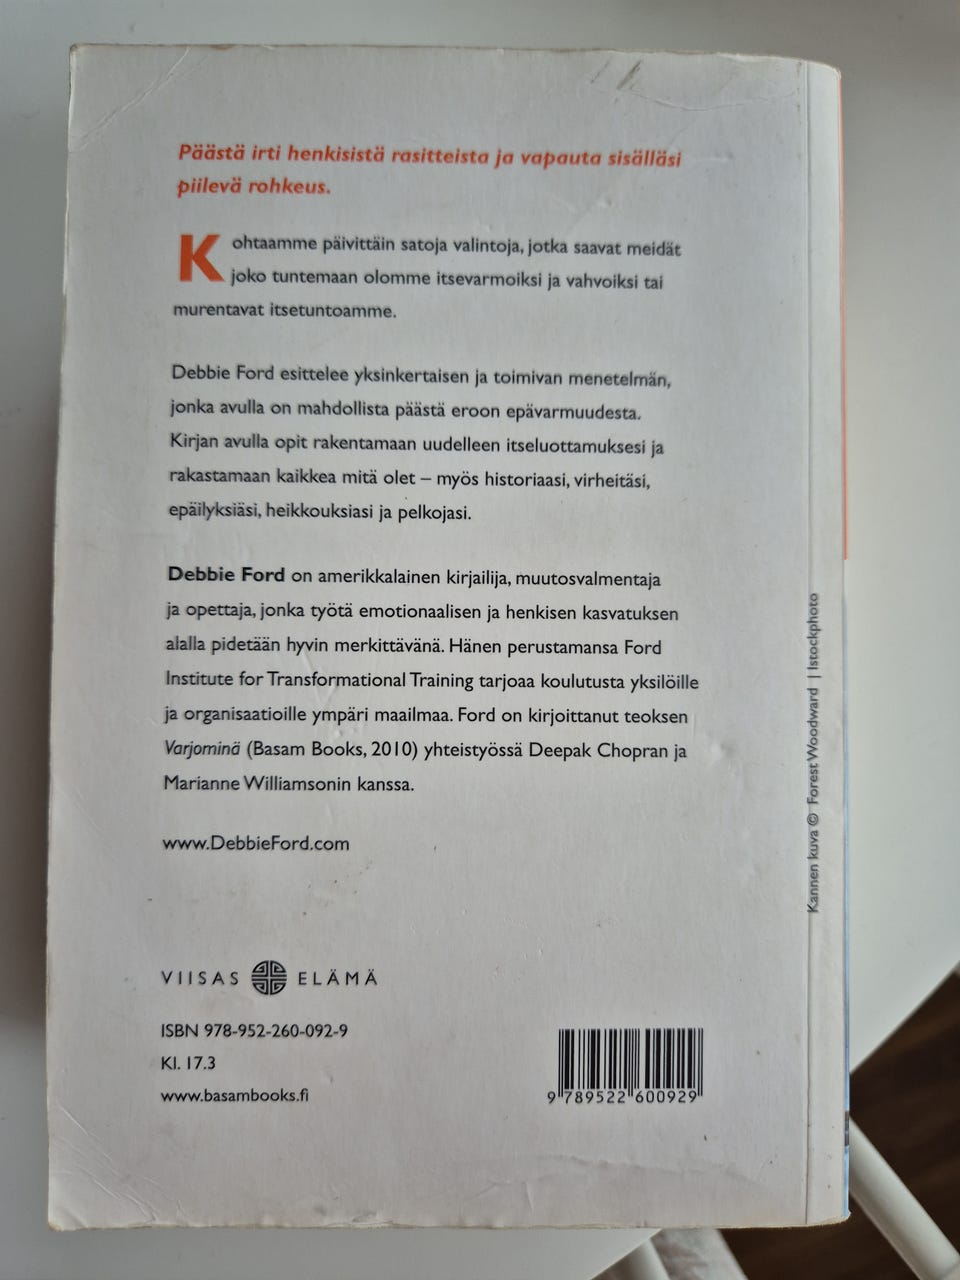 Päästä irti henkisistä rasitteista ja vapauta sisälläsi
piilevä rohkeus.
Kohtaamme päivittäin satoja valintoja, jotka saavat meidät
joko tuntemaan olomme itsevarmoiksi ja vahvoiksi tai
murentavat itsetuntoamme.
Debbie Ford esittelee yksinkertaisen ja toimivan menetelmän,
jonka avulla on mahdollista päästä eroon epävarmuudesta.
Kirjan avulla opit rakentamaan uudelleen itseluottamuksesi ja
rakastamaan kaikkea mitä olet – myös historiaasi, virheitäsi,
epäilyksiäsi, heikkouksiasi ja pelkojasi.
Debbie Ford on amerikkalainen kirjailija, muutosvalmentaja
ja opettaja, jonka työtä emotionaalisen ja henkisen kasvatuksen
alalla pidetään hyvin merkittävänä. Hänen perustamansa Ford
Institute for Transformational Training tarjoaa koulutusta yksilöille
ja organisaatioille ympäri maailmaa. Ford on kirjoittanut teoksen
Varjominä (Basam Books, 2010) yhteistyössä Deepak Chopran ja
Marianne Williamsonin kanssa.
www.DebbieFord.com
VIISAS ELÄMÄ
ISBN 978-952-260-092-9
Kl. 17.3
www.basambooks.fi
9 789522 600929
Kannen kuva © Forest Woodward | Istockphoto